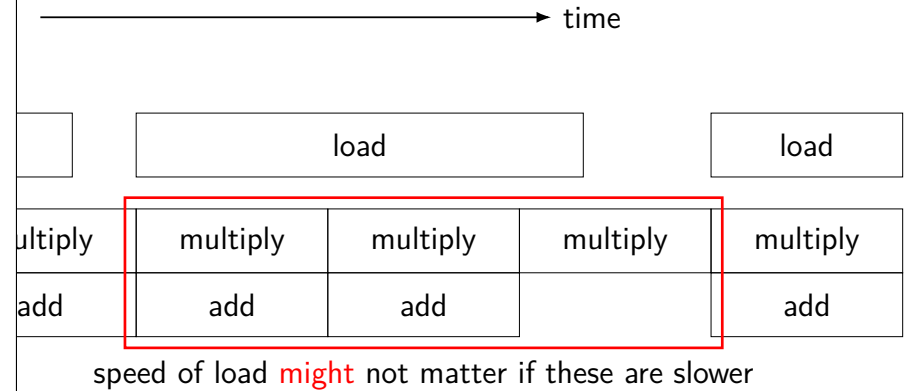 time
load load
ultiply multiply multiply multiply multiply
add add add add
speed of load might not matter if these are slower